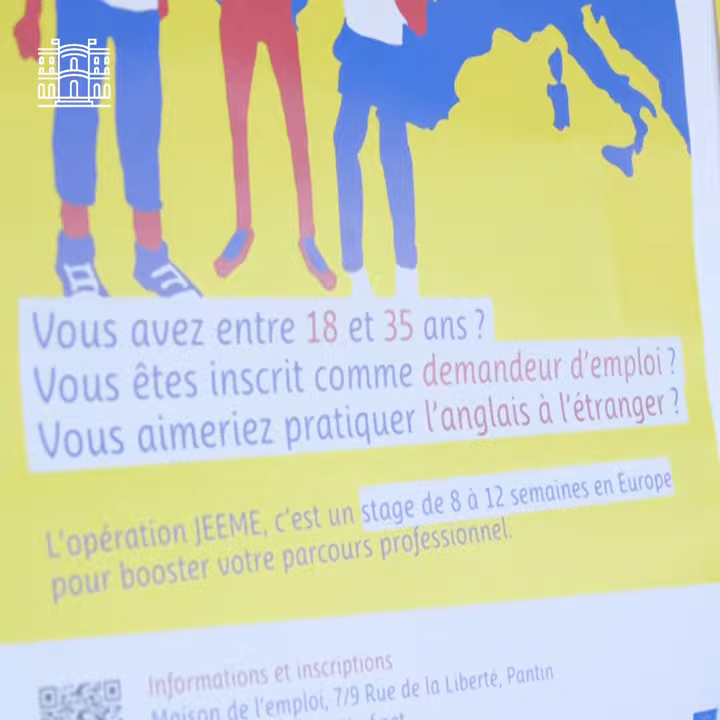 Vous avez entre 18 et 35 ans ?
Vous êtes inscrit comme demandeur d'emploi ?
Vous aimeriez pratiquer l'anglais à l'étranger ?
L'opération JEEME, c'est un stage de 8 à 12 semaines en Europe
pour booster votre parcours professionnel.
Informations et inscriptions
Maison de l'emploi, 7/9 Rue de la Liberté, Pantin